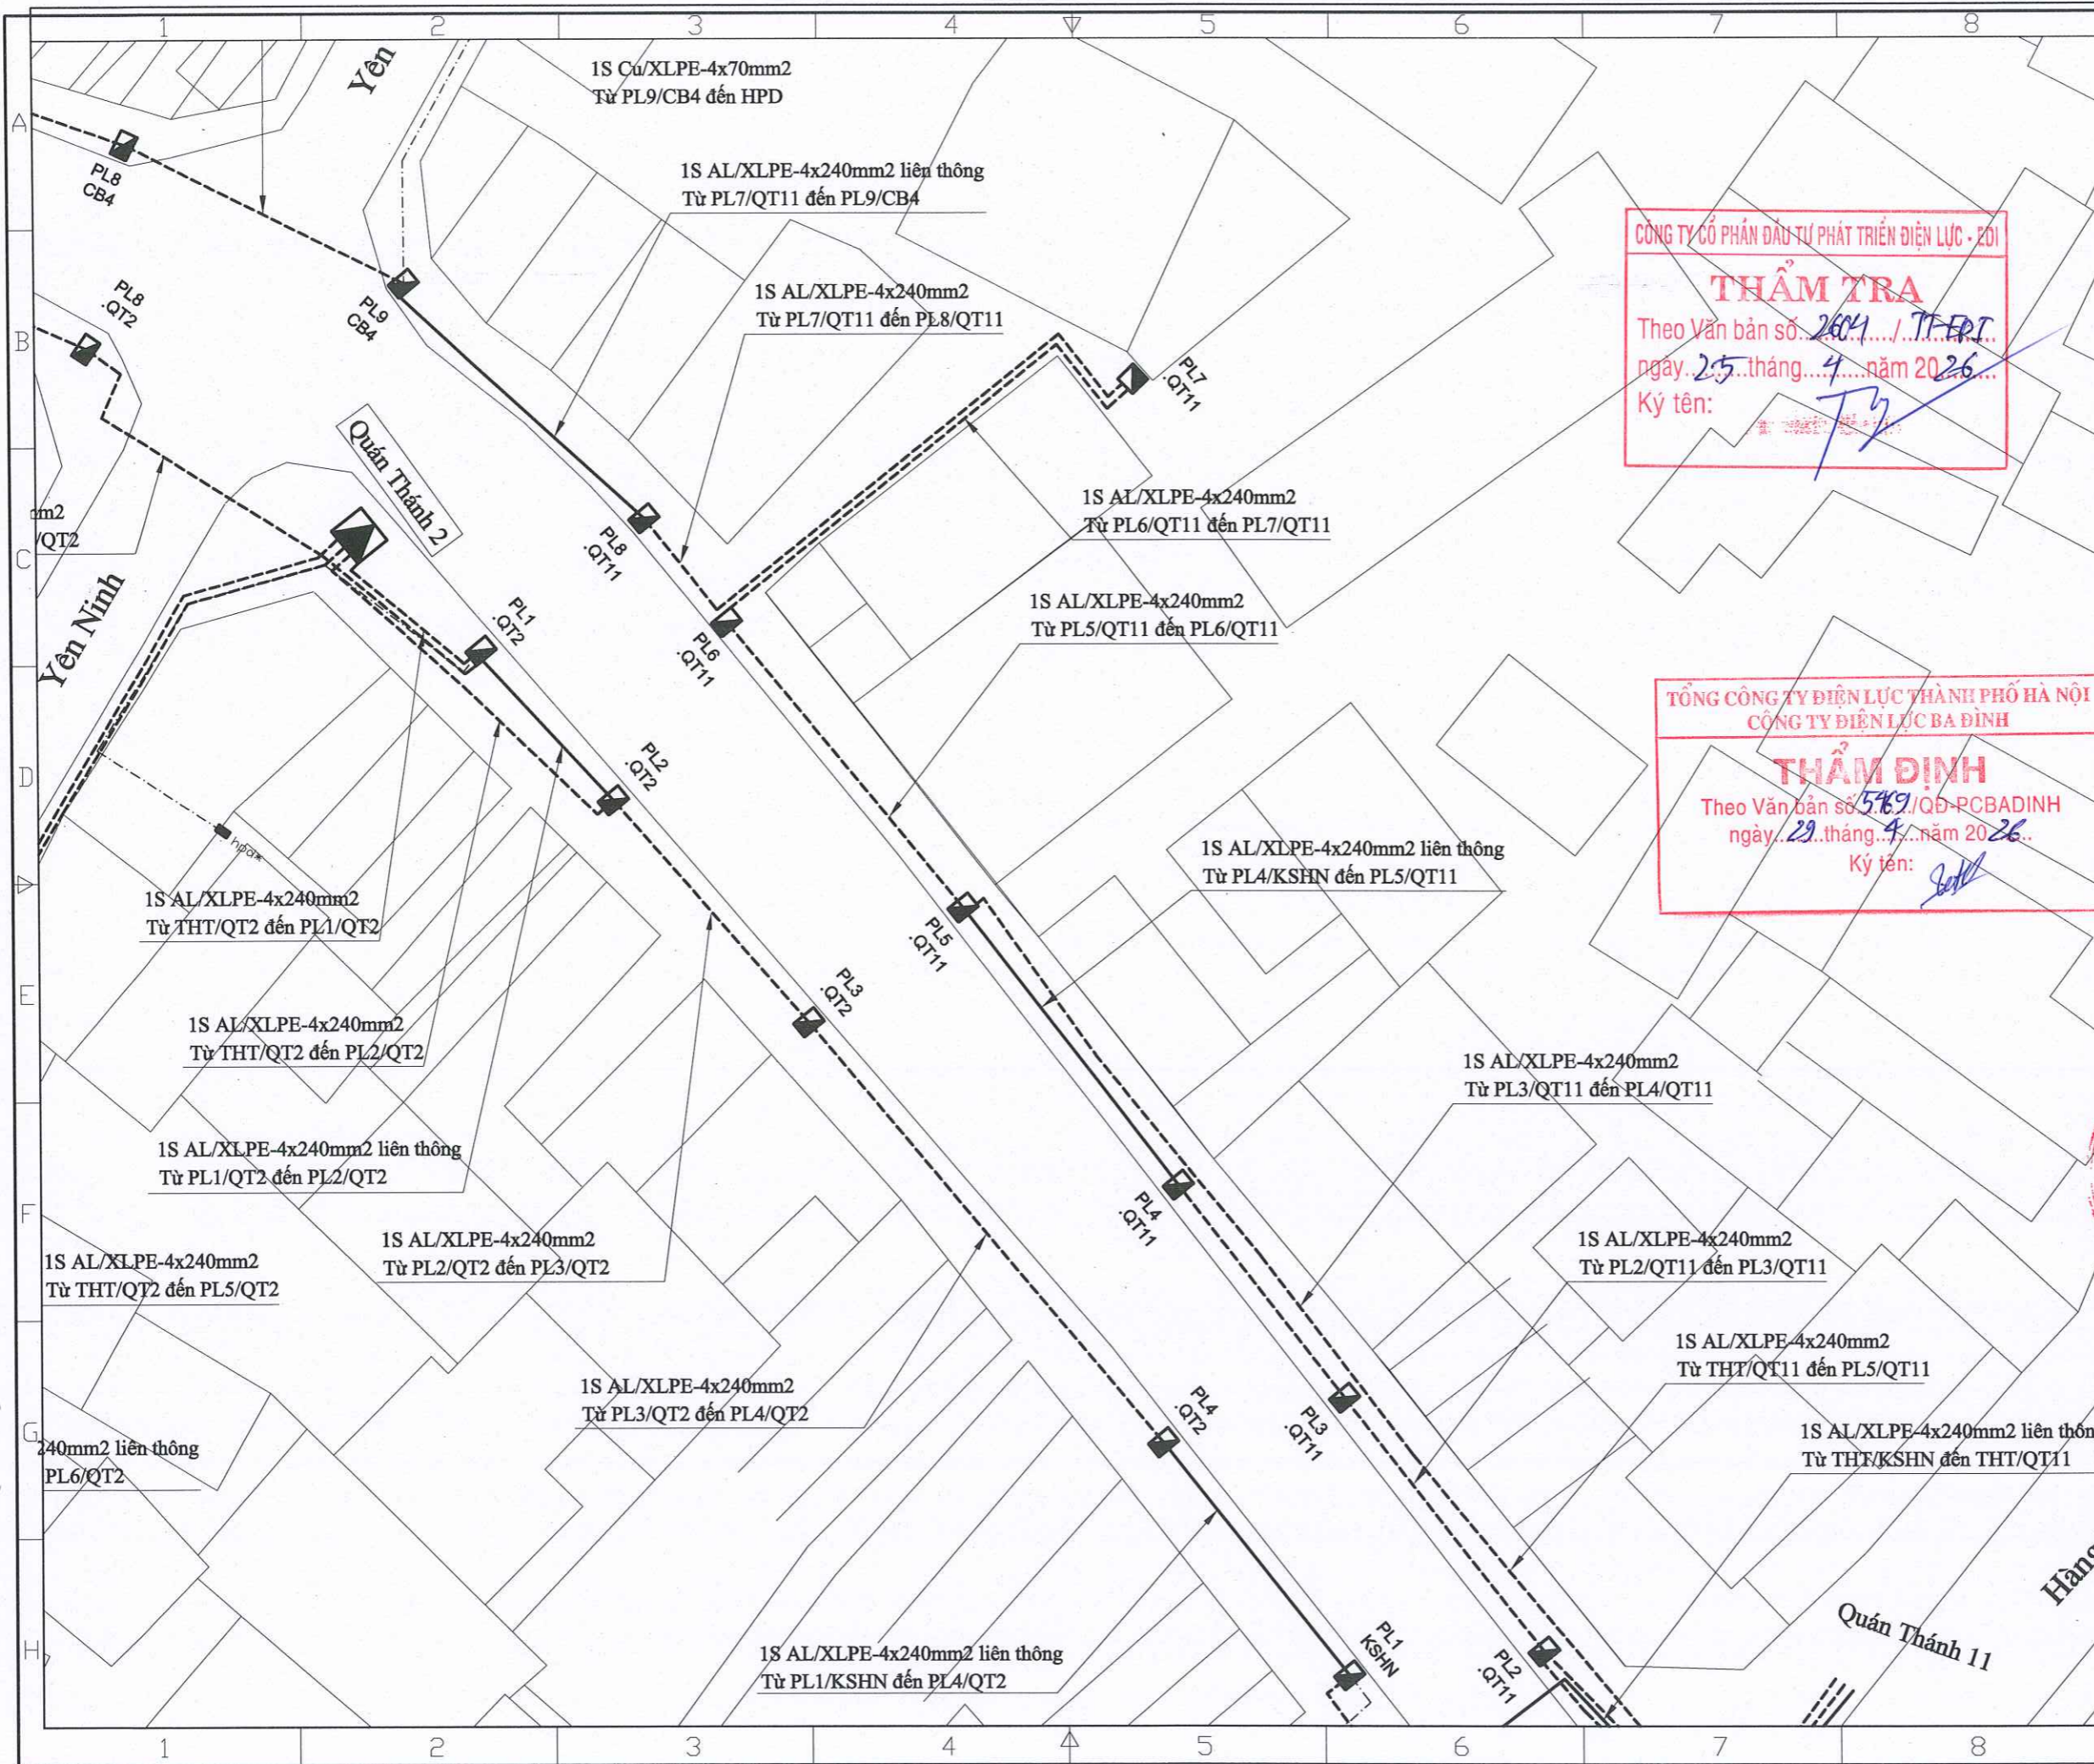 1 2 3 4 5 6 7 8
A
B
C
D
E
F
G
H
Yên
1S Cu/XLPE-4x70mm2
Từ PL9/CB4 đến HPD
PL8
CB4
1S AL/XLPE-4x240mm2 liên thông
Từ PL7/QT11 đến PL9/CB4
CÔNG TY CỔ PHẦN ĐẦU TƯ PHÁT TRIỂN ĐIỆN LỰC - EDI
THẨM TRA
Theo Văn bản số 2604 / TT-EDI
ngày 25 tháng 4 năm 2026
Ký tên:
PL8
.QT2
PL9
CB4
1S AL/XLPE-4x240mm2
Từ PL7/QT11 đến PL8/QT11
PL7
.QT11
Quán Thánh 2
1S AL/XLPE-4x240mm2
Từ PL6/QT11 đến PL7/QT11
m2
/QT2
PL8
.QT11
Yên Ninh
PL1
.QT2
1S AL/XLPE-4x240mm2
Từ PL5/QT11 đến PL6/QT11
PL6
.QT11
TỔNG CÔNG TY ĐIỆN LỰC THÀNH PHỐ HÀ NỘI
CÔNG TY ĐIỆN LỰC BA ĐÌNH
THẨM ĐỊNH
Theo Văn bản số 5469/QĐ-PCBADINH
ngày 29 tháng 4 năm 2026
Ký tên:
PL2
.QT2
hpđ
1S AL/XLPE-4x240mm2 liên thông
Từ PL4/KSHN đến PL5/QT11
1S AL/XLPE-4x240mm2
Từ THT/QT2 đến PL1/QT2
PL5
.QT11
PL3
.QT2
1S AL/XLPE-4x240mm2
Từ THT/QT2 đến PL2/QT2
1S AL/XLPE-4x240mm2
Từ PL3/QT11 đến PL4/QT11
1S AL/XLPE-4x240mm2 liên thông
Từ PL1/QT2 đến PL2/QT2
PL4
.QT11
1S AL/XLPE-4x240mm2
Từ PL2/QT2 đến PL3/QT2
1S AL/XLPE-4x240mm2
Từ PL2/QT11 đến PL3/QT11
1S AL/XLPE-4x240mm2
Từ THT/QT2 đến PL5/QT2
1S AL/XLPE-4x240mm2
Từ THT/QT11 đến PL5/QT11
1S AL/XLPE-4x240mm2
Từ PL3/QT2 đến PL4/QT2
PL4
.QT2
PL3
.QT11
240mm2 liên thông
PL6/QT2
1S AL/XLPE-4x240mm2 liên thôn
Từ THT/KSHN đến THT/QT11
Hàng
Quán Thánh 11
1S AL/XLPE-4x240mm2 liên thông
Từ PL1/KSHN đến PL4/QT2
PL1
KSHN
PL2
.QT11
1 2 3 4 5 6 7 8